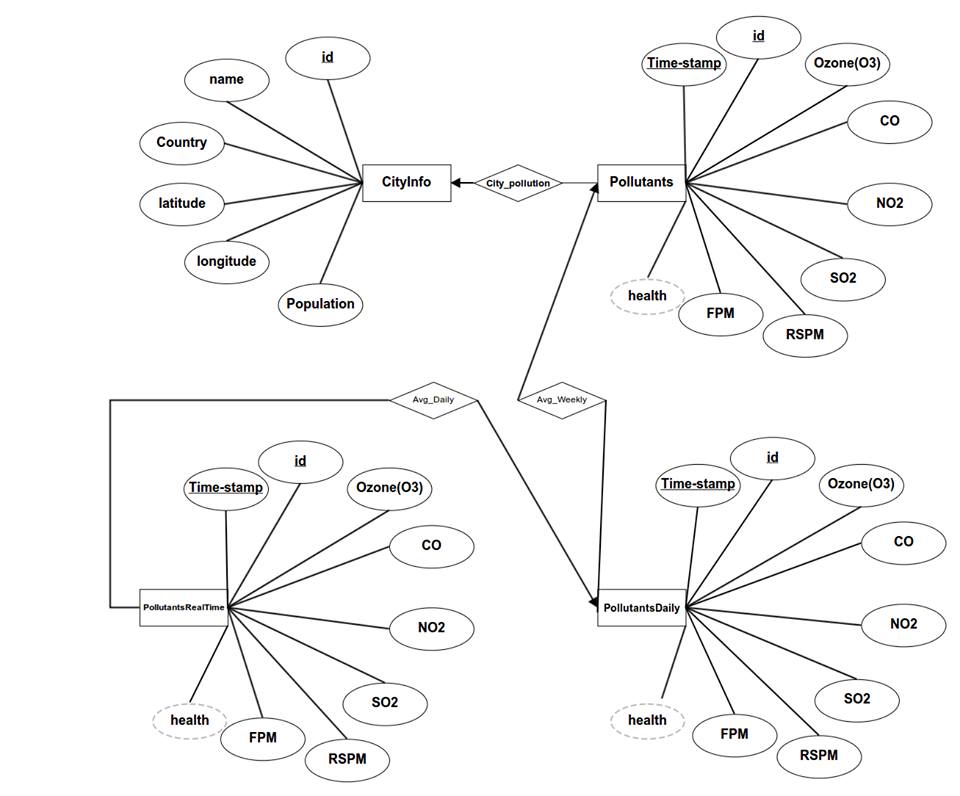 id
name
Country
latitude
longitude
Population
CityInfo
City_pollution
Pollutants
Time-stamp
id
Ozone(O3)
CO
NO2
SO2
RSPM
FPM
health
Avg_Daily
Avg_Weekly
PollutantsRealTime
Time-stamp
id
Ozone(O3)
CO
NO2
SO2
RSPM
FPM
health
PollutantsDaily
Time-stamp
id
Ozone(O3)
CO
NO2
SO2
RSPM
FPM
health